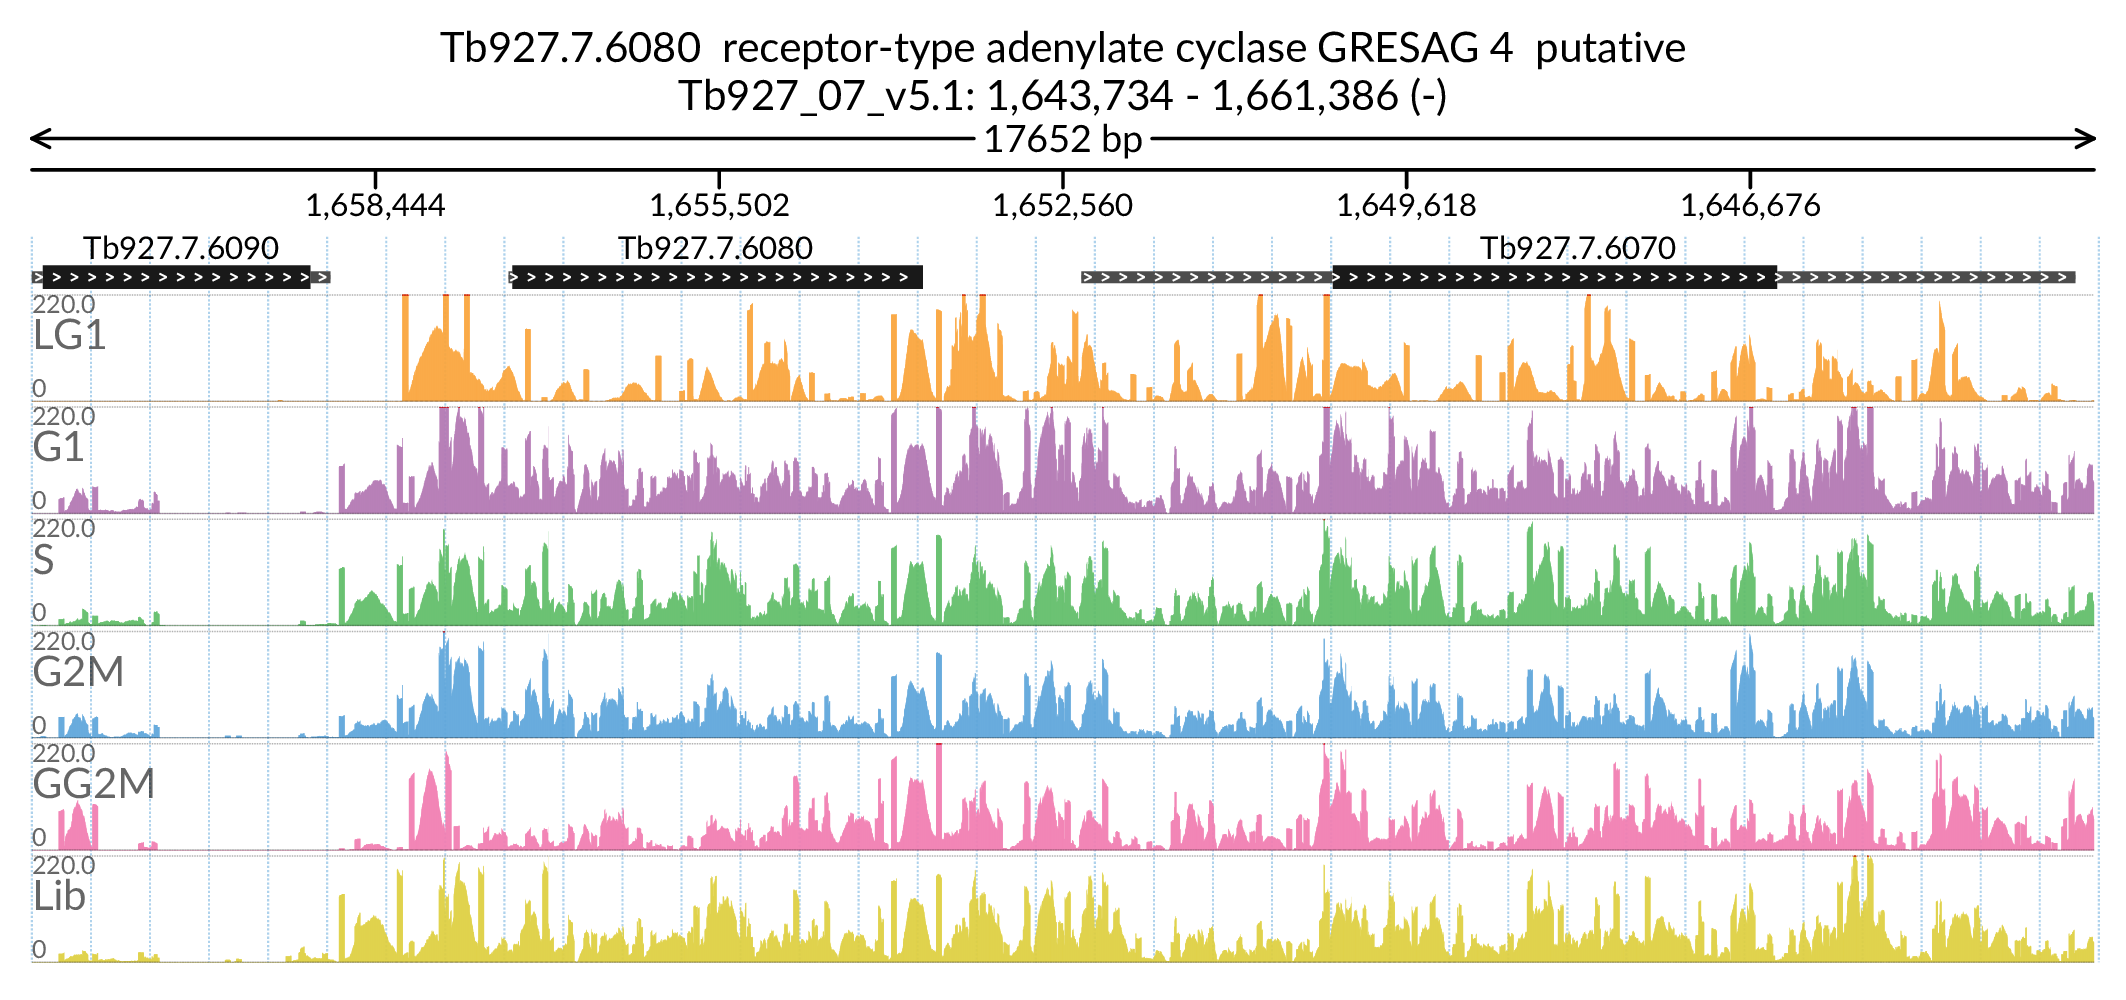 Tb927.7.6080 receptor-type adenylate cyclase GRESAG 4 putative
Tb927_07_v5.1: 1,643,734 - 1,661,386 (-)
17652 bp
1,658,444 1,655,502 1,652,560 1,649,618 1,646,676
Tb927.7.6090 Tb927.7.6080 Tb927.7.6070
220.0
LG1
0
220.0
G1
0
220.0
S
0
220.0
G2M
0
220.0
GG2M
0
220.0
Lib
0